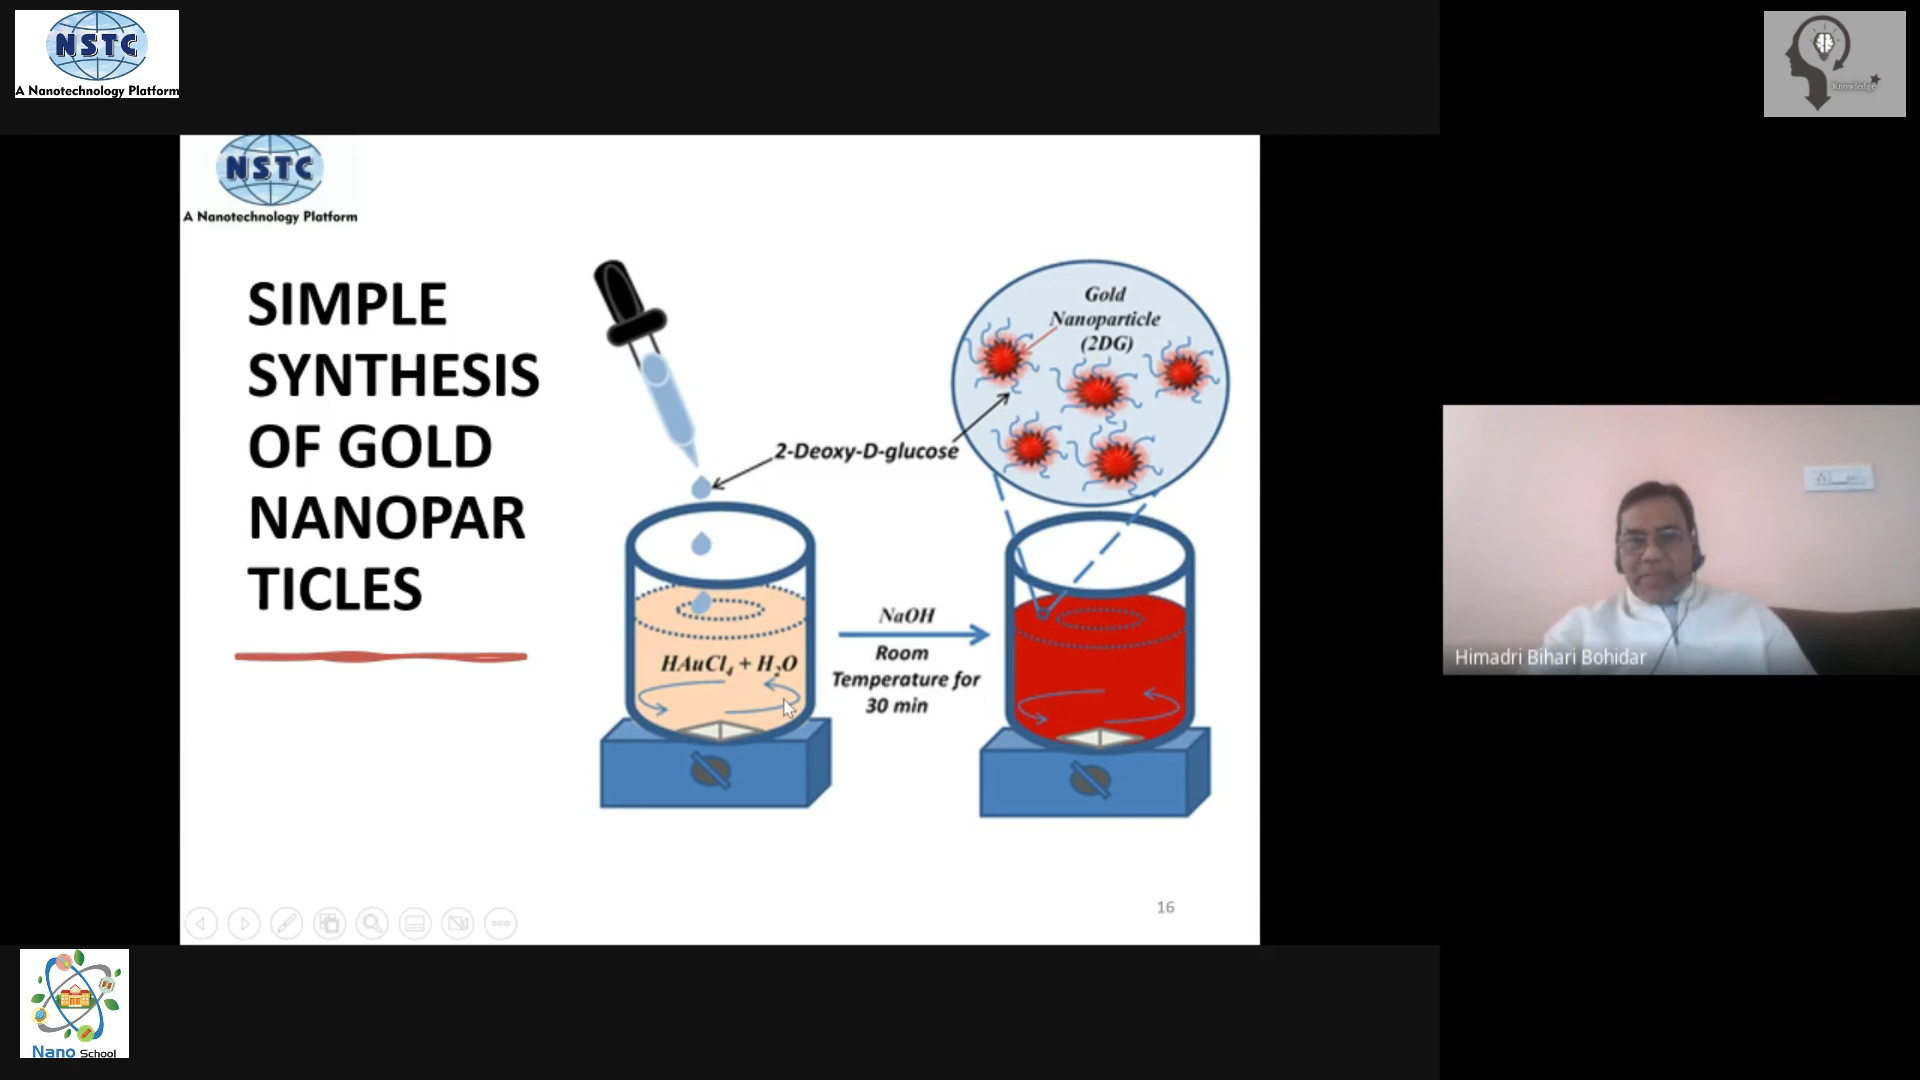 NSTC
A Nanotechnology Platform
Knowledge
NSTC
A Nanotechnology Platform
SIMPLE
SYNTHESIS
OF GOLD
NANOPAR
TICLES
Gold
Nanoparticle
(2DG)
2-Deoxy-D-glucose
HAuCl₄ + H₂O
NaOH
Room
Temperature for
30 min
16
Himadri Bihari Bohidar
Nano School